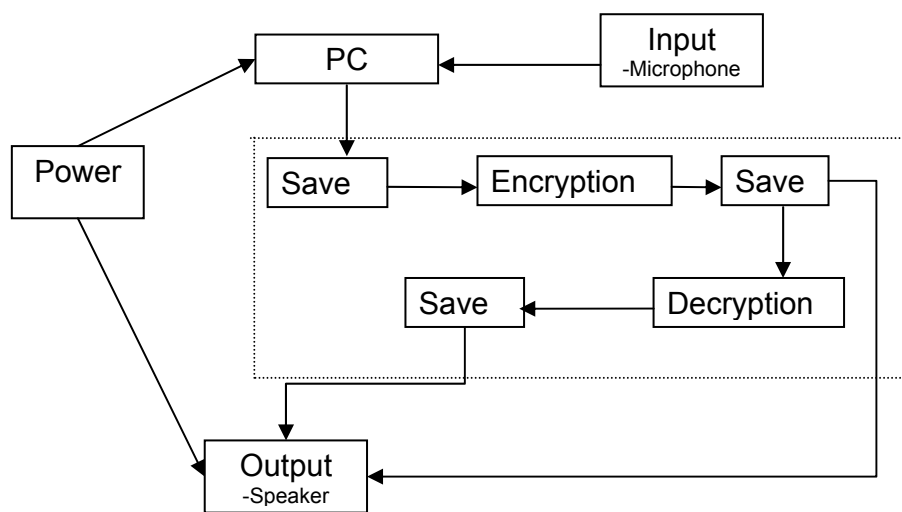 Input
-Microphone
PC
Power
Save
Encryption
Save
Save
Decryption
Output
-Speaker